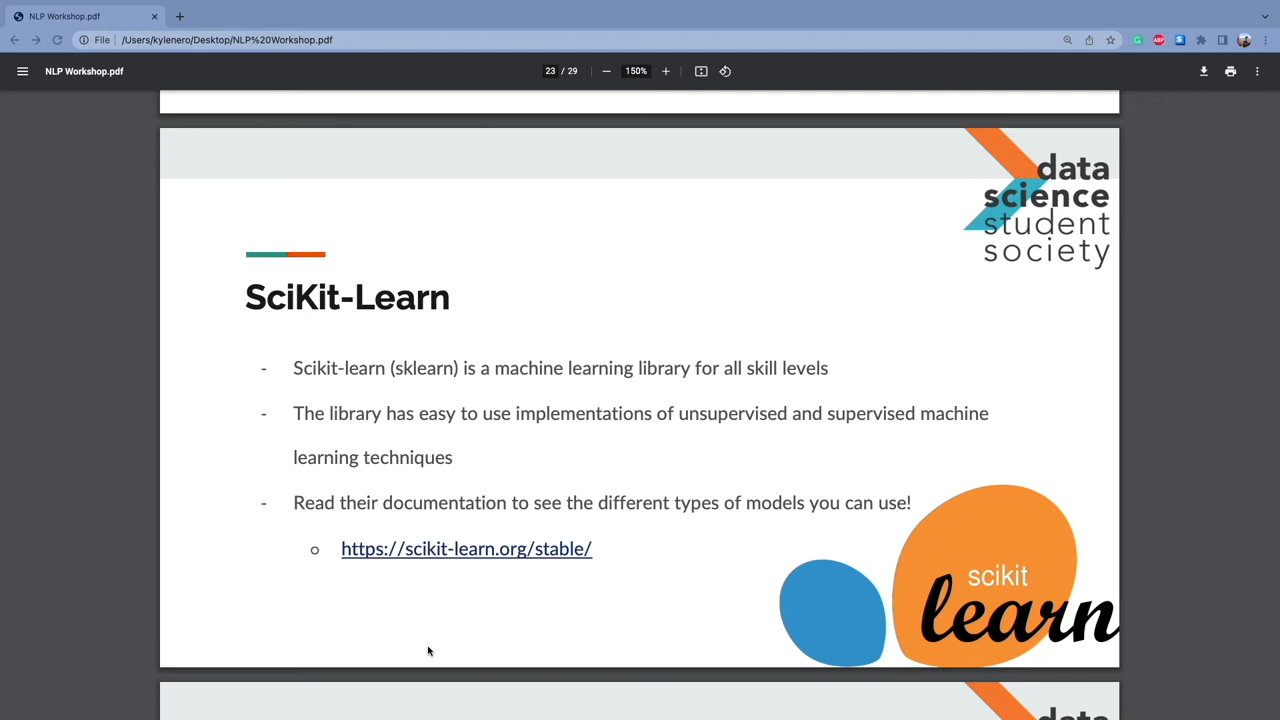 NLP Workshop.pdf
File /Users/kylenero/Desktop/NLP%20Workshop.pdf
ABP
S
NLP Workshop.pdf
23 / 29
150%
data
science
student
society
SciKit-Learn
- Scikit-learn (sklearn) is a machine learning library for all skill levels
- The library has easy to use implementations of unsupervised and supervised machine
learning techniques
- Read their documentation to see the different types of models you can use!
https://scikit-learn.org/stable/
scikit
learn
data